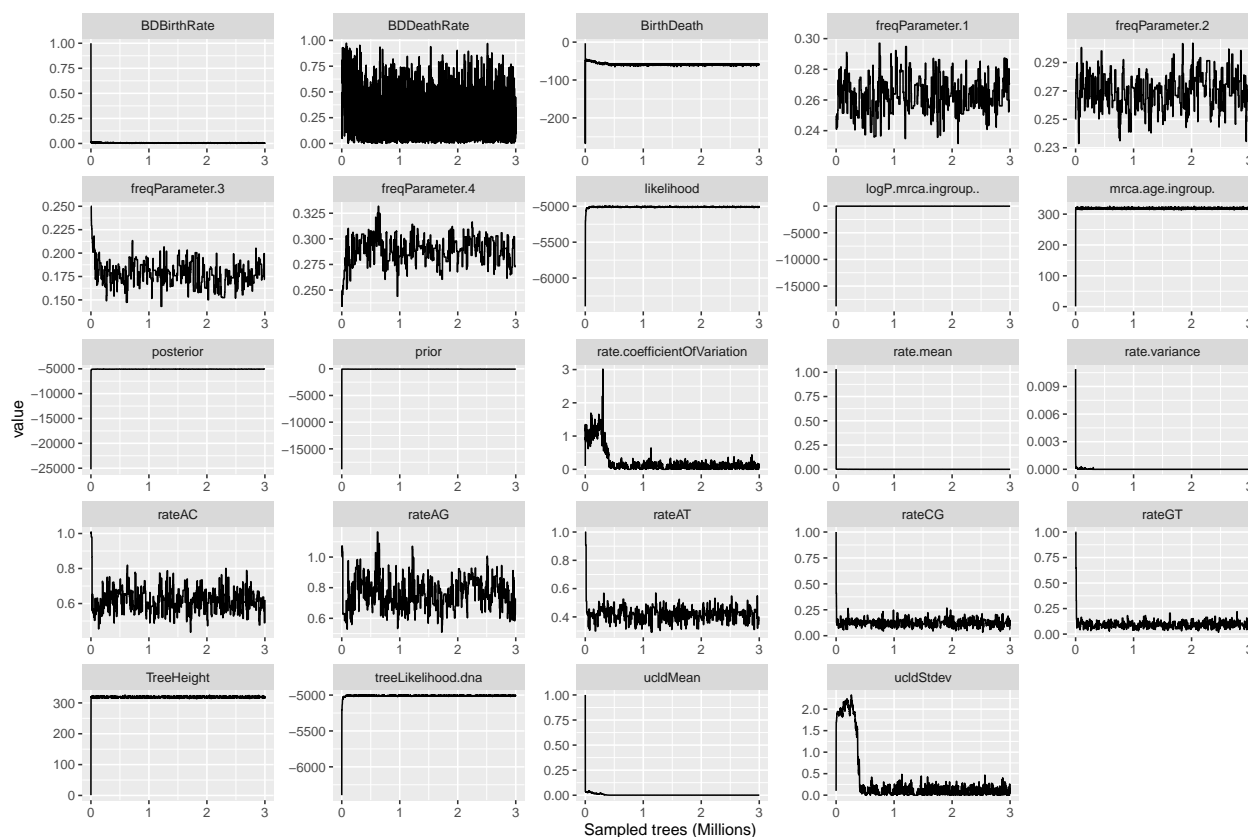 BDBirthRate BDDeathRate BirthDeath freqParameter.1 freqParameter.2
1.00 0.75 0.50 0.25 0.00 0 1 2 3
1.00 0.75 0.50 0.25 0.00 0 1 2 3
0 −100 −200 0 1 2 3
0.30 0.28 0.26 0.24 0 1 2 3
0.29 0.27 0.25 0.23 0 1 2 3
freqParameter.3 freqParameter.4 likelihood logP.mrca.ingroup.. mrca.age.ingroup.
0.250 0.225 0.200 0.175 0.150 0 1 2 3
0.325 0.300 0.275 0.250 0 1 2 3
−5000 −5500 −6000 0 1 2 3
0 −5000 −10000 −15000 0 1 2 3
300 200 100 0 0 1 2 3
value
posterior prior rate.coefficientOfVariation rate.mean rate.variance
−5000 −10000 −15000 −20000 −25000 0 1 2 3
0 −5000 −10000 −15000 0 1 2 3
3 2 1 0 0 1 2 3
1.00 0.75 0.50 0.25 0.00 0 1 2 3
0.009 0.006 0.003 0.000 0 1 2 3
rateAC rateAG rateAT rateCG rateGT
1.0 0.8 0.6 0 1 2 3
1.0 0.8 0.6 0 1 2 3
1.0 0.8 0.6 0.4 0 1 2 3
1.00 0.75 0.50 0.25 0.00 0 1 2 3
1.00 0.75 0.50 0.25 0.00 0 1 2 3
TreeHeight treeLikelihood.dna ucldMean ucldStdev
300 200 100 0 0 1 2 3
−5000 −5500 −6000 0 1 2 3
1.00 0.75 0.50 0.25 0.00 0 1 2 3
2.0 1.5 1.0 0.5 0.0 0 1 2 3
Sampled trees (Millions)